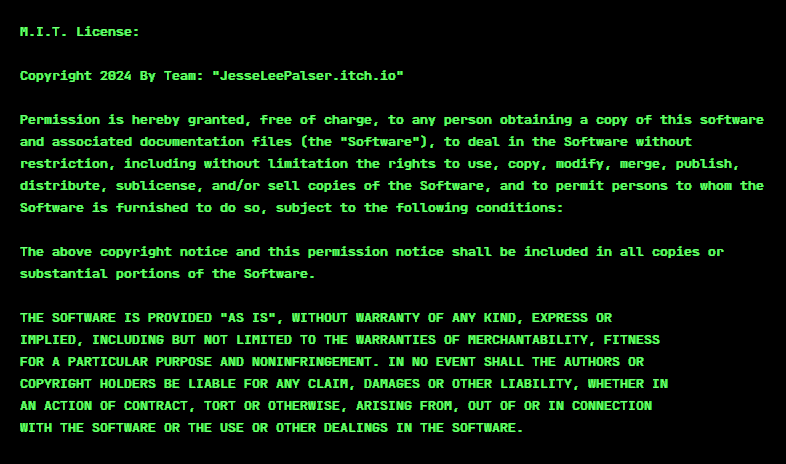 M.I.T. License:
Copyright 2024 By Team: "JesseLeePalser.itch.io"
Permission is hereby granted, free of charge, to any person obtaining a copy of this software
and associated documentation files (the "Software"), to deal in the Software without
restriction, including without limitation the rights to use, copy, modify, merge, publish,
distribute, sublicense, and/or sell copies of the Software, and to permit persons to whom the
Software is furnished to do so, subject to the following conditions:
The above copyright notice and this permission notice shall be included in all copies or
substantial portions of the Software.
THE SOFTWARE IS PROVIDED "AS IS", WITHOUT WARRANTY OF ANY KIND, EXPRESS OR
IMPLIED, INCLUDING BUT NOT LIMITED TO THE WARRANTIES OF MERCHANTABILITY, FITNESS
FOR A PARTICULAR PURPOSE AND NONINFRINGEMENT. IN NO EVENT SHALL THE AUTHORS OR
COPYRIGHT HOLDERS BE LIABLE FOR ANY CLAIM, DAMAGES OR OTHER LIABILITY, WHETHER IN
AN ACTION OF CONTRACT, TORT OR OTHERWISE, ARISING FROM, OUT OF OR IN CONNECTION
WITH THE SOFTWARE OR THE USE OR OTHER DEALINGS IN THE SOFTWARE.